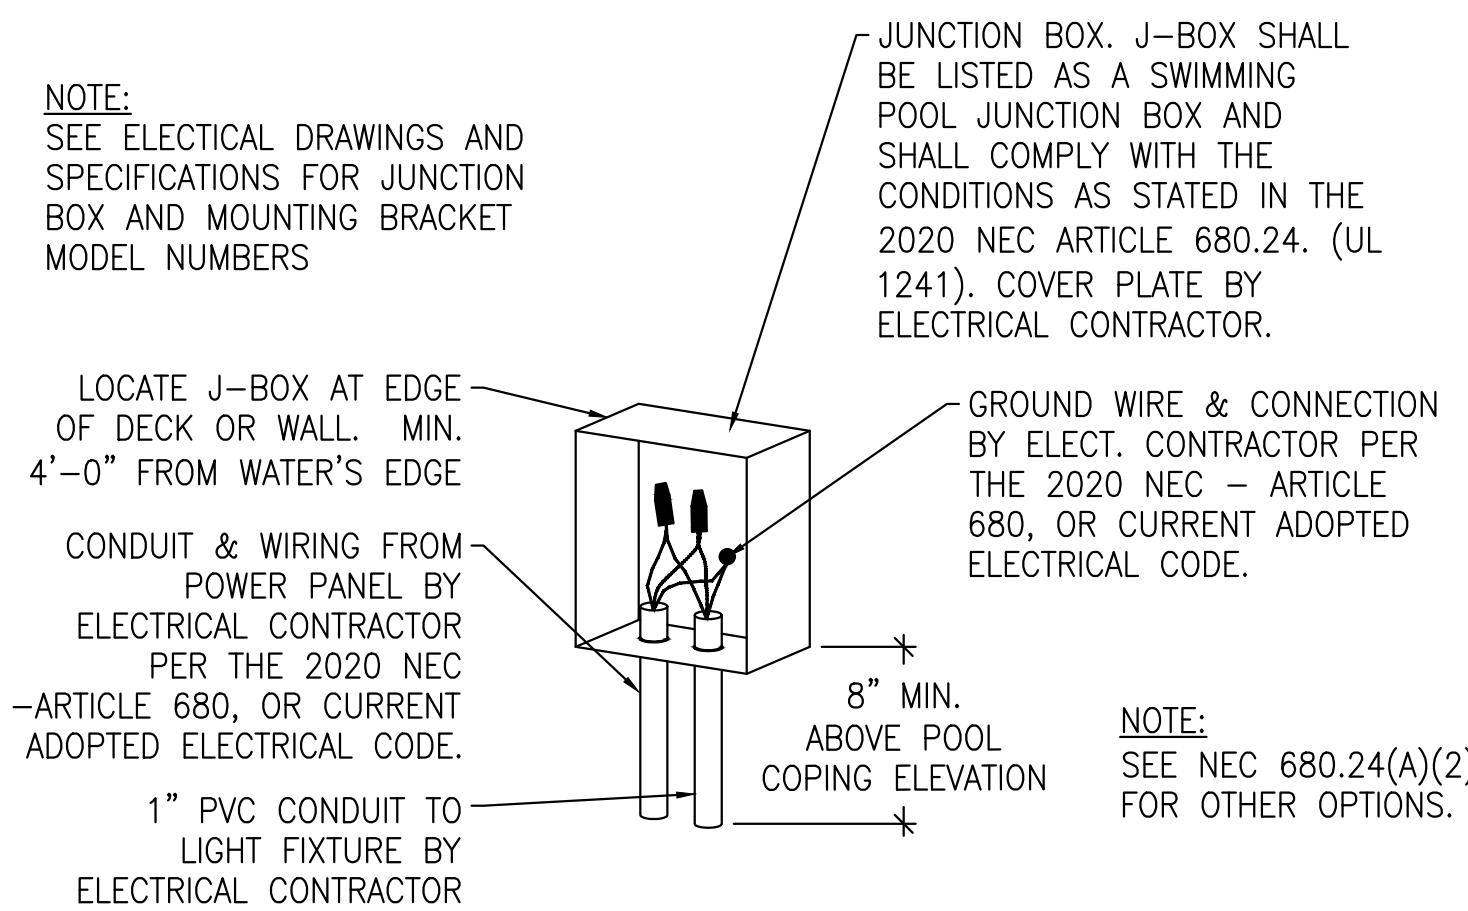 NOTE:
SEE ELECTICAL DRAWINGS AND
SPECIFICATIONS FOR JUNCTION
BOX AND MOUNTING BRACKET
MODEL NUMBERS
JUNCTION BOX. J-BOX SHALL
BE LISTED AS A SWIMMING
POOL JUNCTION BOX AND
SHALL COMPLY WITH THE
CONDITIONS AS STATED IN THE
2020 NEC ARTICLE 680.24. (UL
1241). COVER PLATE BY
ELECTRICAL CONTRACTOR.
LOCATE J-BOX AT EDGE
OF DECK OR WALL. MIN.
4'-0" FROM WATER'S EDGE
GROUND WIRE & CONNECTION
BY ELECT. CONTRACTOR PER
THE 2020 NEC - ARTICLE
680, OR CURRENT ADOPTED
ELECTRICAL CODE.
CONDUIT & WIRING FROM
POWER PANEL BY
ELECTRICAL CONTRACTOR
PER THE 2020 NEC
-ARTICLE 680, OR CURRENT
ADOPTED ELECTRICAL CODE.
8" MIN.
ABOVE POOL
COPING ELEVATION
1" PVC CONDUIT TO
LIGHT FIXTURE BY
ELECTRICAL CONTRACTOR
NOTE:
SEE NEC 680.24(A)(2)
FOR OTHER OPTIONS.